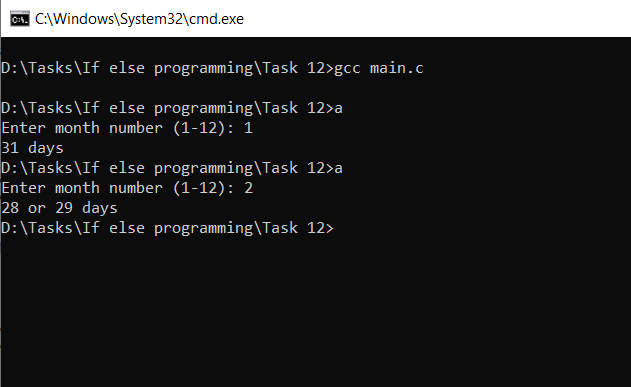 C:\Windows\System32\cmd.exe
D:\Tasks\If else programming\Task 12>gcc main.c
D:\Tasks\If else programming\Task 12>a
Enter month number (1-12): 1
31 days
D:\Tasks\If else programming\Task 12>a
Enter month number (1-12): 2
28 or 29 days
D:\Tasks\If else programming\Task 12>